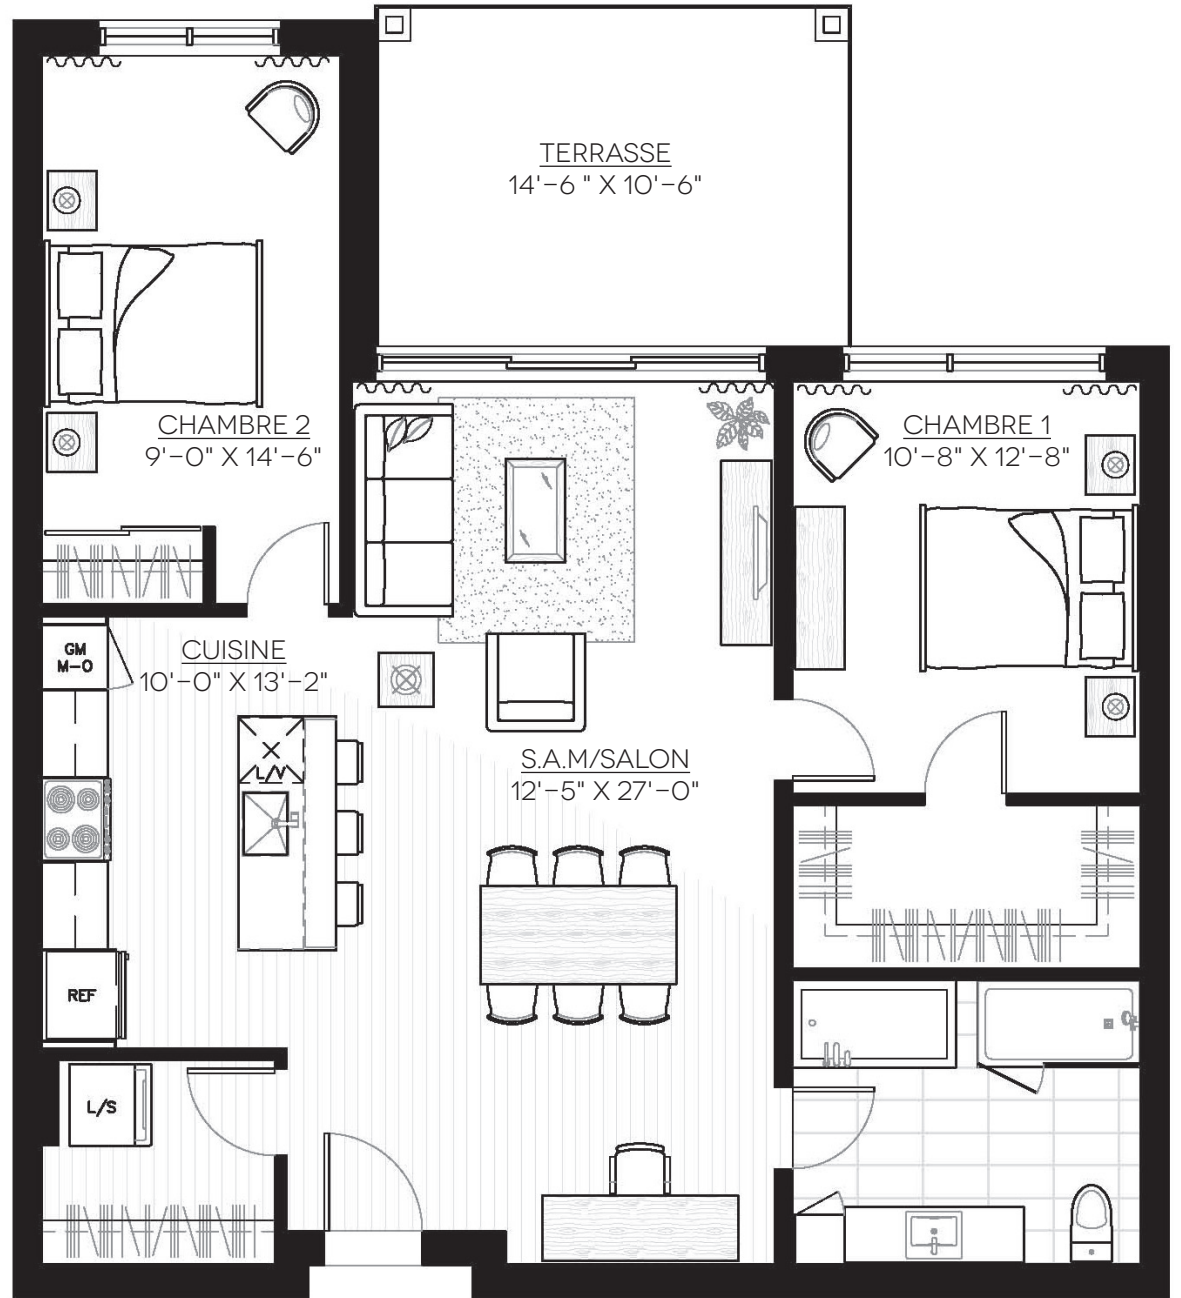 TERRASSE
14'-6" X 10'-6"
CHAMBRE 2
9'-0" X 14'-6"
CHAMBRE 1
10'-8" X 12'-8"
GM
M-O
CUISINE
10'-0" X 13'-2"
L/V
S.A.M/SALON
12'-5" X 27'-0"
REF
L/S